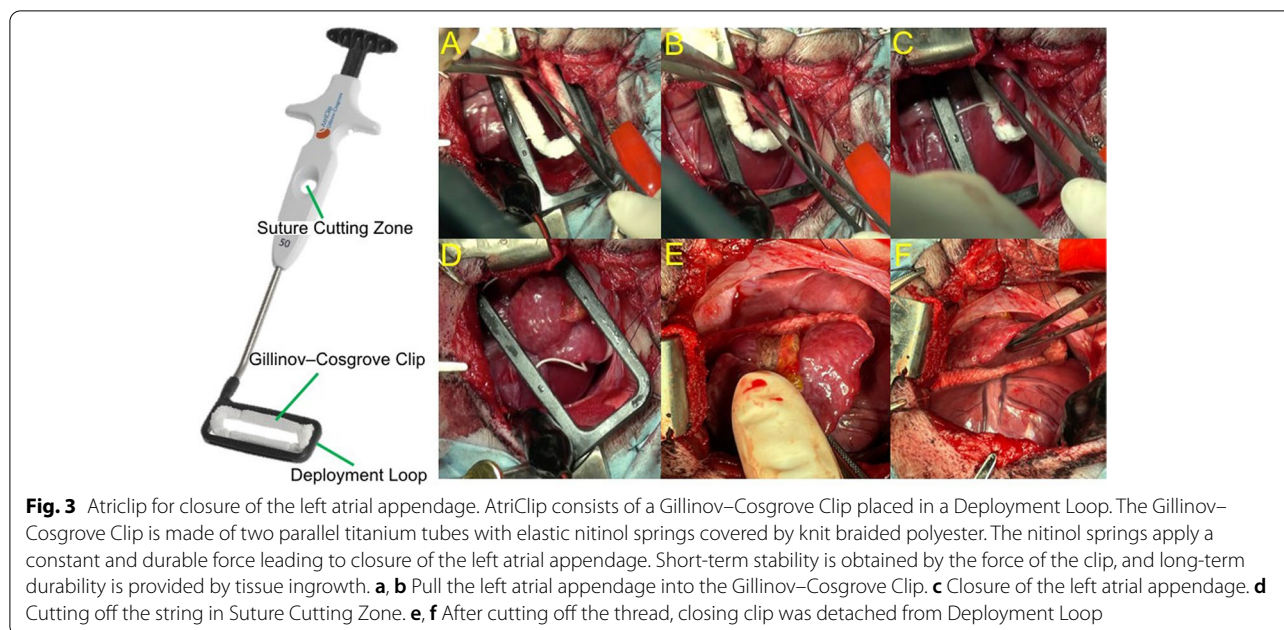 A
B
C
AtriClip
Suture Cutting Zone
50
D
E
F
Gillinov–Cosgrove Clip
Deployment Loop
Fig. 3 Atriclip for closure of the left atrial appendage. AtriClip consists of a Gillinov–Cosgrove Clip placed in a Deployment Loop. The Gillinov–
Cosgrove Clip is made of two parallel titanium tubes with elastic nitinol springs covered by knit braided polyester. The nitinol springs apply a
constant and durable force leading to closure of the left atrial appendage. Short-term stability is obtained by the force of the clip, and long-term
durability is provided by tissue ingrowth. a, b Pull the left atrial appendage into the Gillinov–Cosgrove Clip. c Closure of the left atrial appendage. d
Cutting off the string in Suture Cutting Zone. e, f After cutting off the thread, closing clip was detached from Deployment Loop